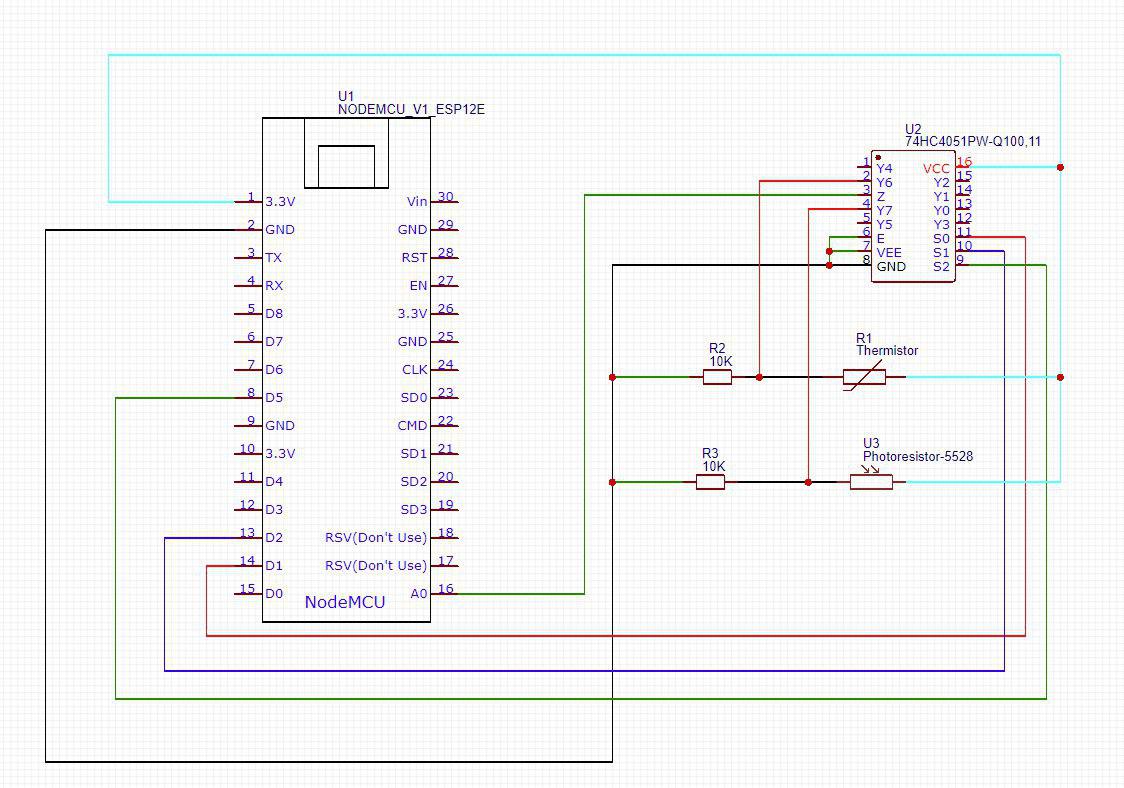 U1
NODEMCU_V1_ESP12E
1 3.3V
2 GND
3 TX
4 RX
5 D8
6 D7
7 D6
8 D5
9 GND
10 3.3V
11 D4
12 D3
13 D2
14 D1
15 D0
Vin 30
GND 29
RST 28
EN 27
3.3V 26
GND 25
CLK 24
SD0 23
CMD 22
SD1 21
SD2 20
SD3 19
RSV(Don't Use) 18
RSV(Don't Use) 17
A0 16
NodeMCU
U2
74HC4051PW-Q100,11
1 Y4
2 Y6
3 Z
4 Y7
5 Y5
6 E
7 VEE
8 GND
VCC 16
Y2 15
Y1 14
Y0 13
Y3 12
S0 11
S1 10
S2 9
R2
10K
R1
Thermistor
R3
10K
U3
Photoresistor-5528